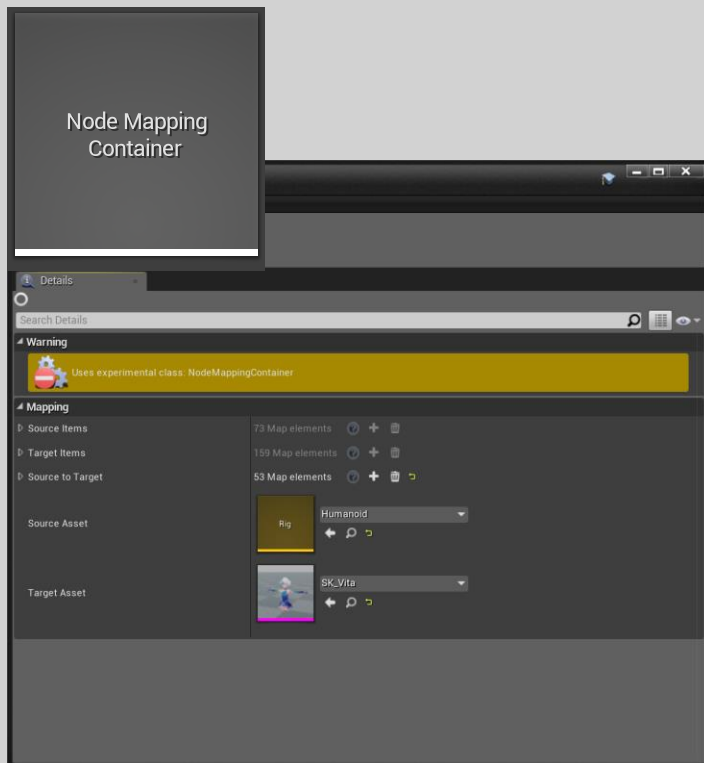 Node Mapping
Container
Details
Search Details
Warning
Uses experimental class: NodeMappingContainer
Mapping
Source Items 73 Map elements
Target Items 159 Map elements
Source to Target 53 Map elements
Source Asset Rig Humanoid
Target Asset SK_Vita